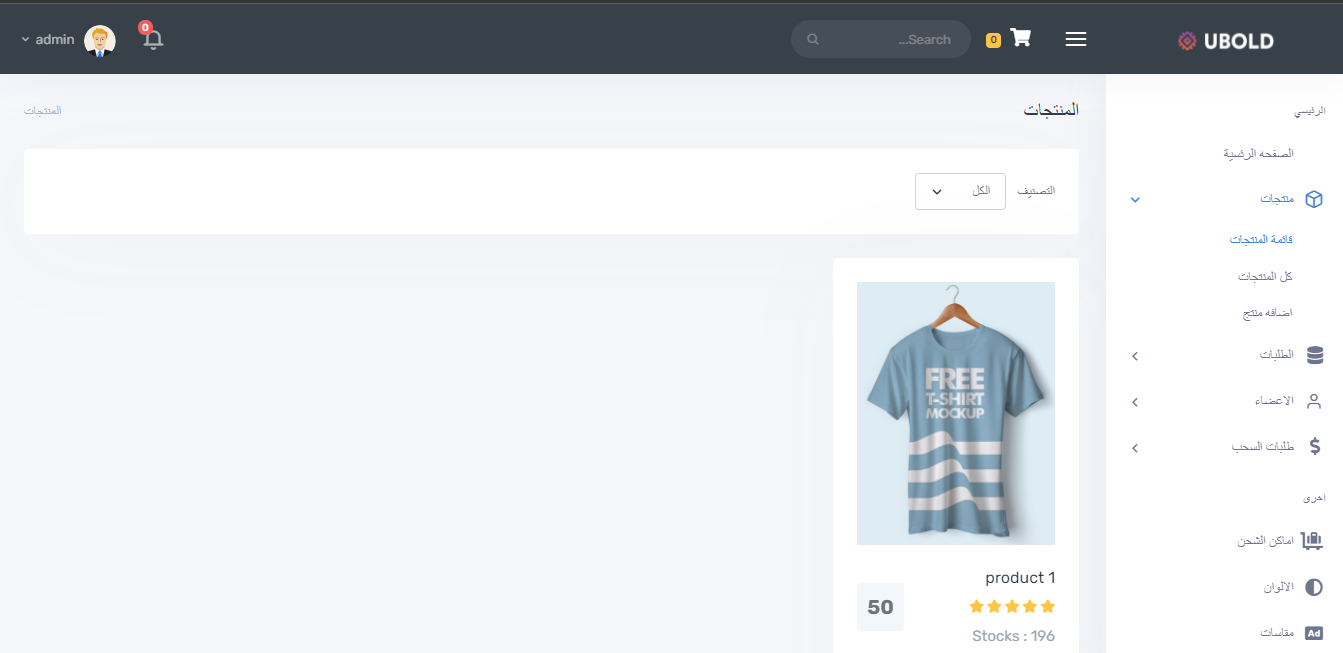 UBOLD
0
Search...
0
admin
الرئيسي
الصفحه الرئسية
منتجات
قائمة المنتجات
كل المنتجات
اضافه منتج
الطلبات
الاعضاء
طلبات السحب
اخرى
اماكن الشحن
الالوان
Ad
مقاسات
المنتجات
المنتجات
التصنيف
الكل
FREE
T-SHIRT
MOCKUP
product 1
50
Stocks : 196